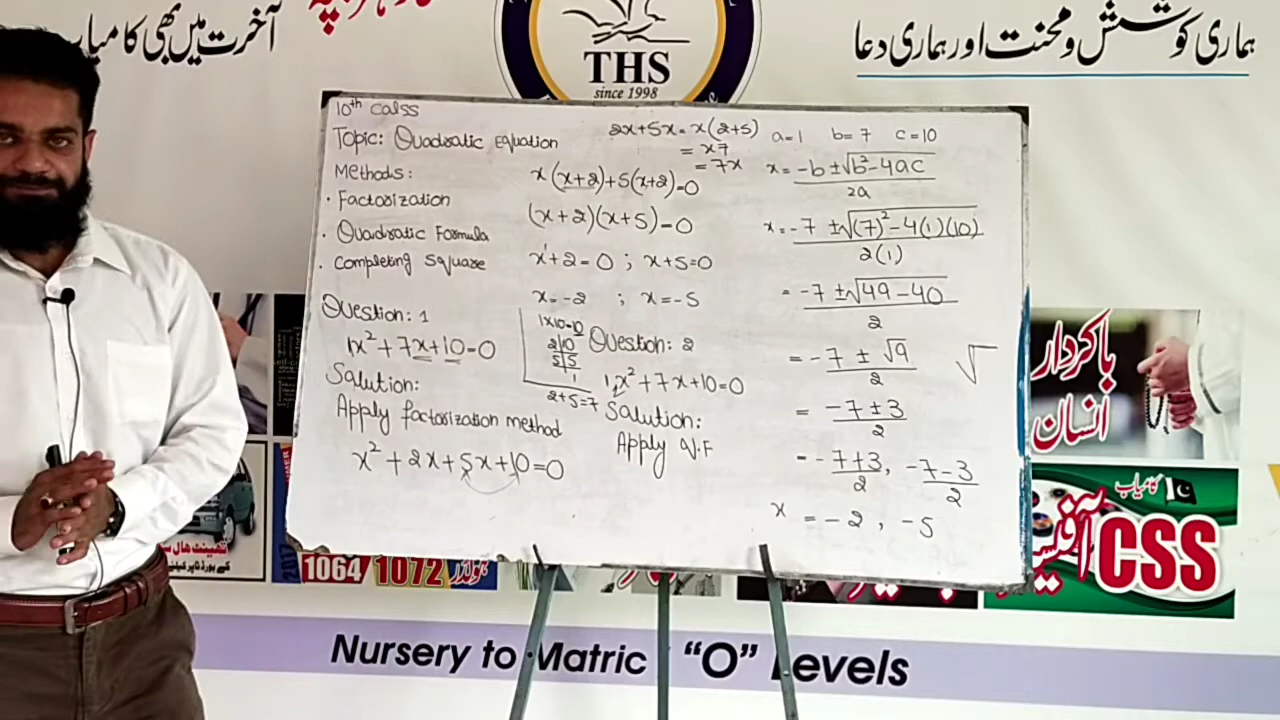 آخرت میں بھی کامیاب
THS
since 1998
ہماری کوشش و محنت اور ہماری دعا
10th calss
Topic: Quadratic Equation
Methods:
· Factorization
· Quadratic Formula
· Completing Square
Question: 1
1x² + 7x + 10 = 0
Salution:
Apply factorization method
x² + 2x + 5x + 10 = 0
2x + 5x = x(2+5)
= x7
= 7x
x(x+2) + 5(x+2) = 0
(x+2)(x+5) = 0
x + 2 = 0 ; x + 5 = 0
x = -2 ; x = -5
1x10=10
2|10
5|5
1
2+5=7
Question: 2
1x² + 7x + 10 = 0
Salution:
Apply Q.F
a=1 b=7 c=10
x = -b ± √b² - 4ac / 2a
x = -7 ± √(7)² - 4(1)(10) / 2(1)
= -7 ± √49 - 40 / 2
= -7 ± √9 / 2 √
= -7 ± 3 / 2
= -7+3 / 2 , -7-3 / 2
x = -2 , -5
باکردار
انسان
کامیاب
CSS آفیسر
2017
1064 1072 ہولڈر
Nursery to Matric "O" Levels